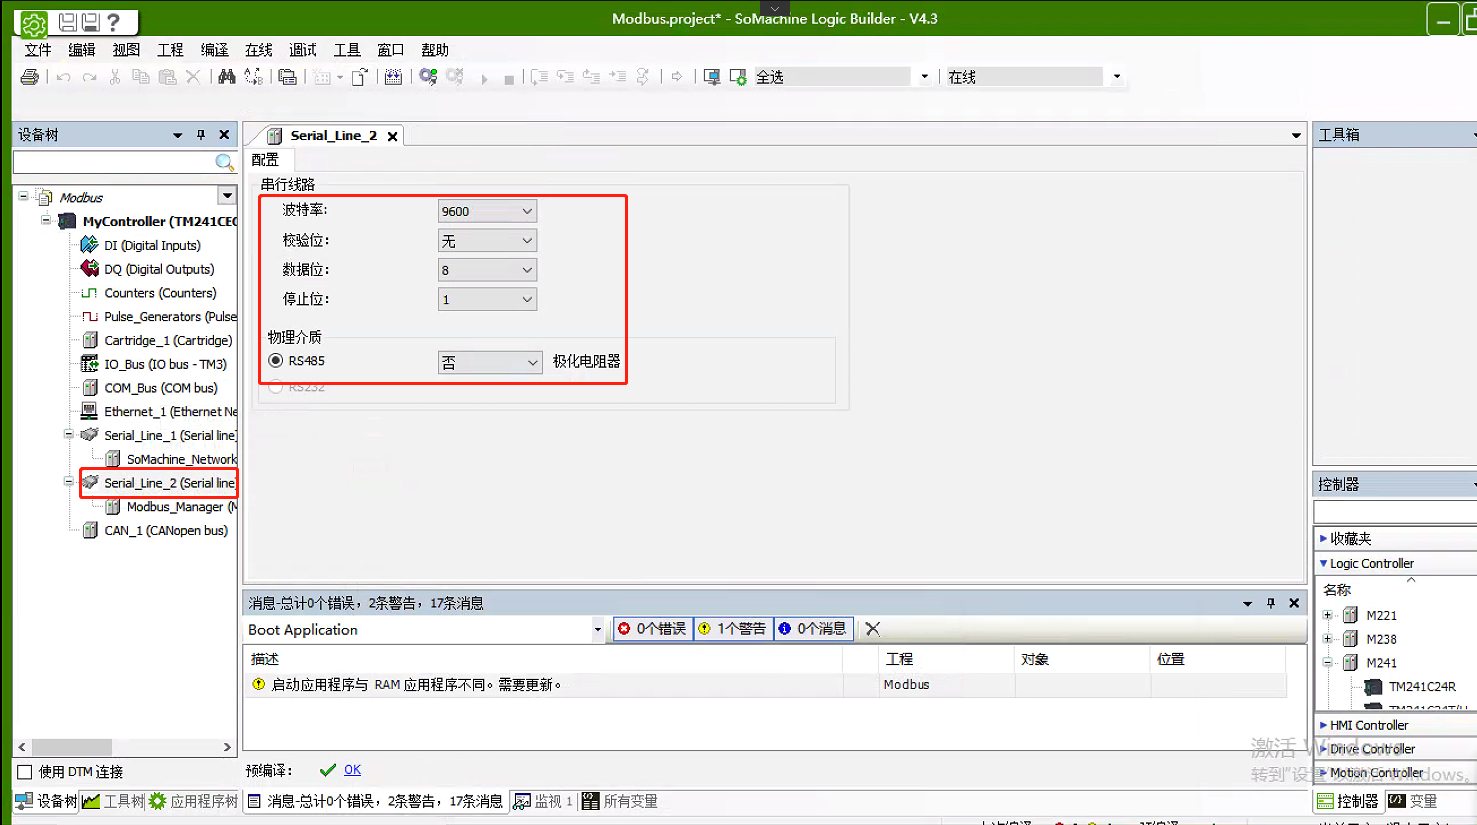 Modbus.project* - SoMachine Logic Builder - V4.3
文件 编辑 视图 工程 编译 在线 调试 工具 窗口 帮助
全选 在线
设备树
Serial_Line_2
工具箱
配置
Modbus
MyController (TM241CEC
DI (Digital Inputs)
DQ (Digital Outputs)
Counters (Counters)
Pulse_Generators (Pulse
Cartridge_1 (Cartridge)
IO_Bus (IO bus - TM3)
COM_Bus (COM bus)
Ethernet_1 (Ethernet Ne
Serial_Line_1 (Serial line)
SoMachine_Network
Serial_Line_2 (Serial line)
Modbus_Manager (M
CAN_1 (CANopen bus)
串行线路
波特率: 9600
校验位: 无
数据位: 8
停止位: 1
物理介质
RS485 否 极化电阻器
RS232
控制器
收藏夹
Logic Controller
名称
M221
M238
M241
TM241C24R
HMI Controller
Drive Controller
Motion Controller
消息-总计0个错误，2条警告，17条消息
Boot Application 0个错误 1个警告 0个消息
描述 工程 对象 位置
启动应用程序与 RAM 应用程序不同。需要更新。 Modbus
激活 Windows
转到"设置"以激活 Windows。
使用 DTM 连接
预编译: OK
设备树 工具树 应用程序树
消息-总计0个错误，2条警告，17条消息 监视 1 所有变量
控制器 变量